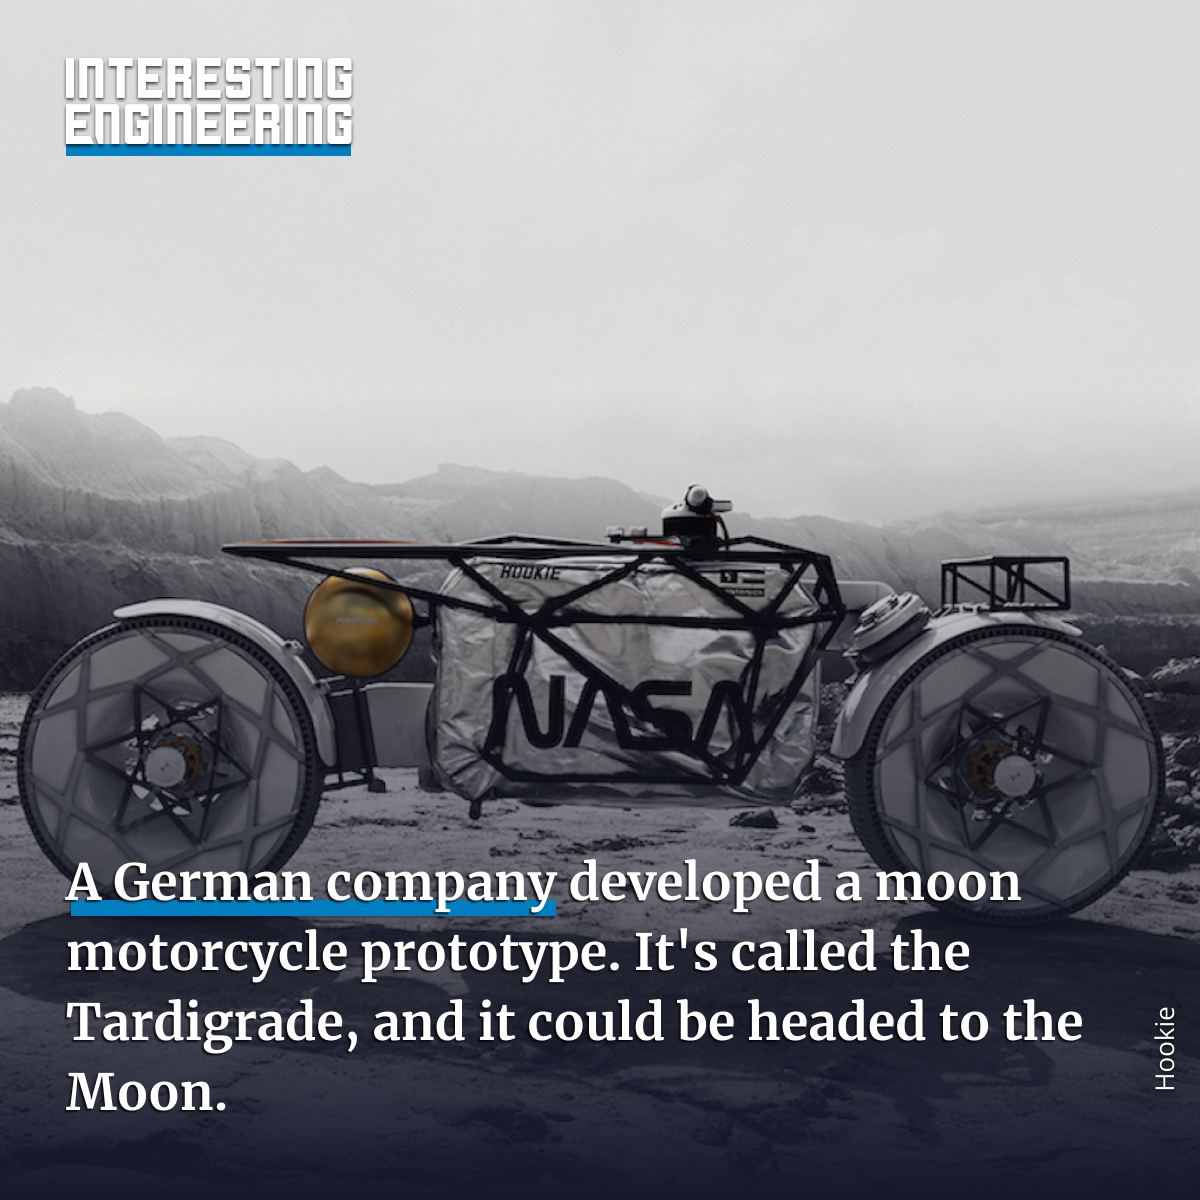 INTERESTING
ENGINEERING
HOOKIE
NASA
A German company developed a moon
motorcycle prototype. It's called the
Tardigrade, and it could be headed to the
Moon.
Hookie